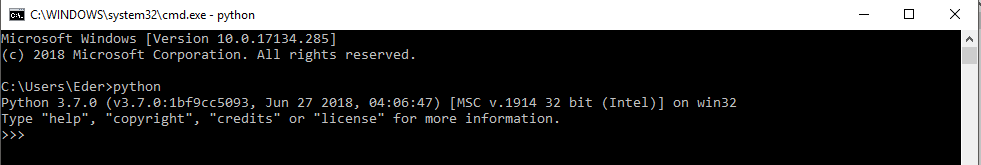 C:\WINDOWS\system32\cmd.exe - python
Microsoft Windows [Version 10.0.17134.285]
(c) 2018 Microsoft Corporation. All rights reserved.
C:\Users\Eder>python
Python 3.7.0 (v3.7.0:1bf9cc5093, Jun 27 2018, 04:06:47) [MSC v.1914 32 bit (Intel)] on win32
Type "help", "copyright", "credits" or "license" for more information.
>>>